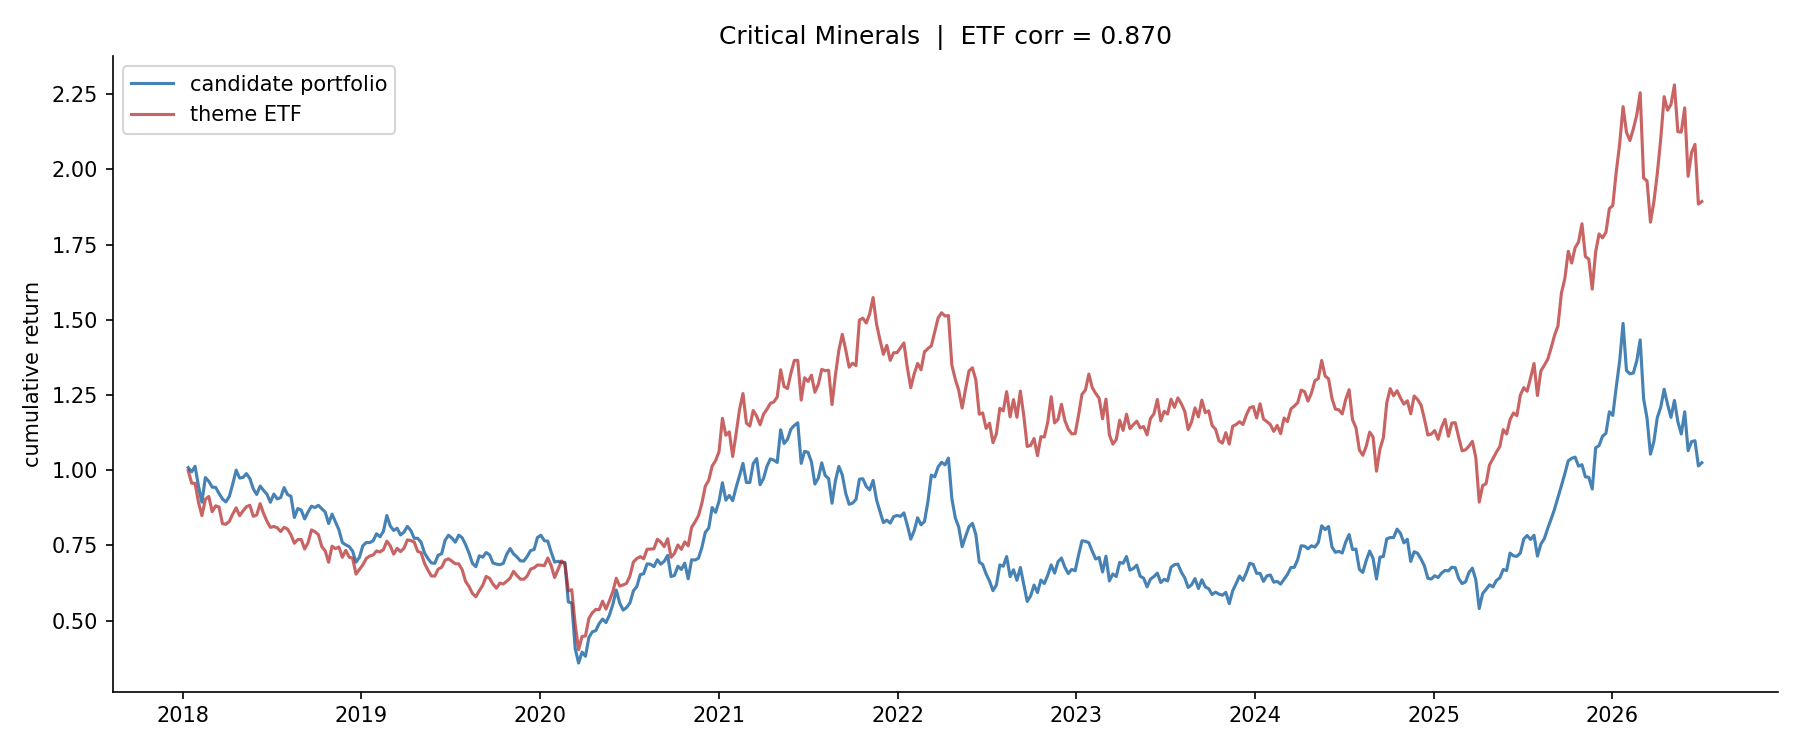 Critical Minerals | ETF corr = 0.870
candidate portfolio
theme ETF
cumulative return
2.25
2.00
1.75
1.50
1.25
1.00
0.75
0.50
2018 2019 2020 2021 2022 2023 2024 2025 2026